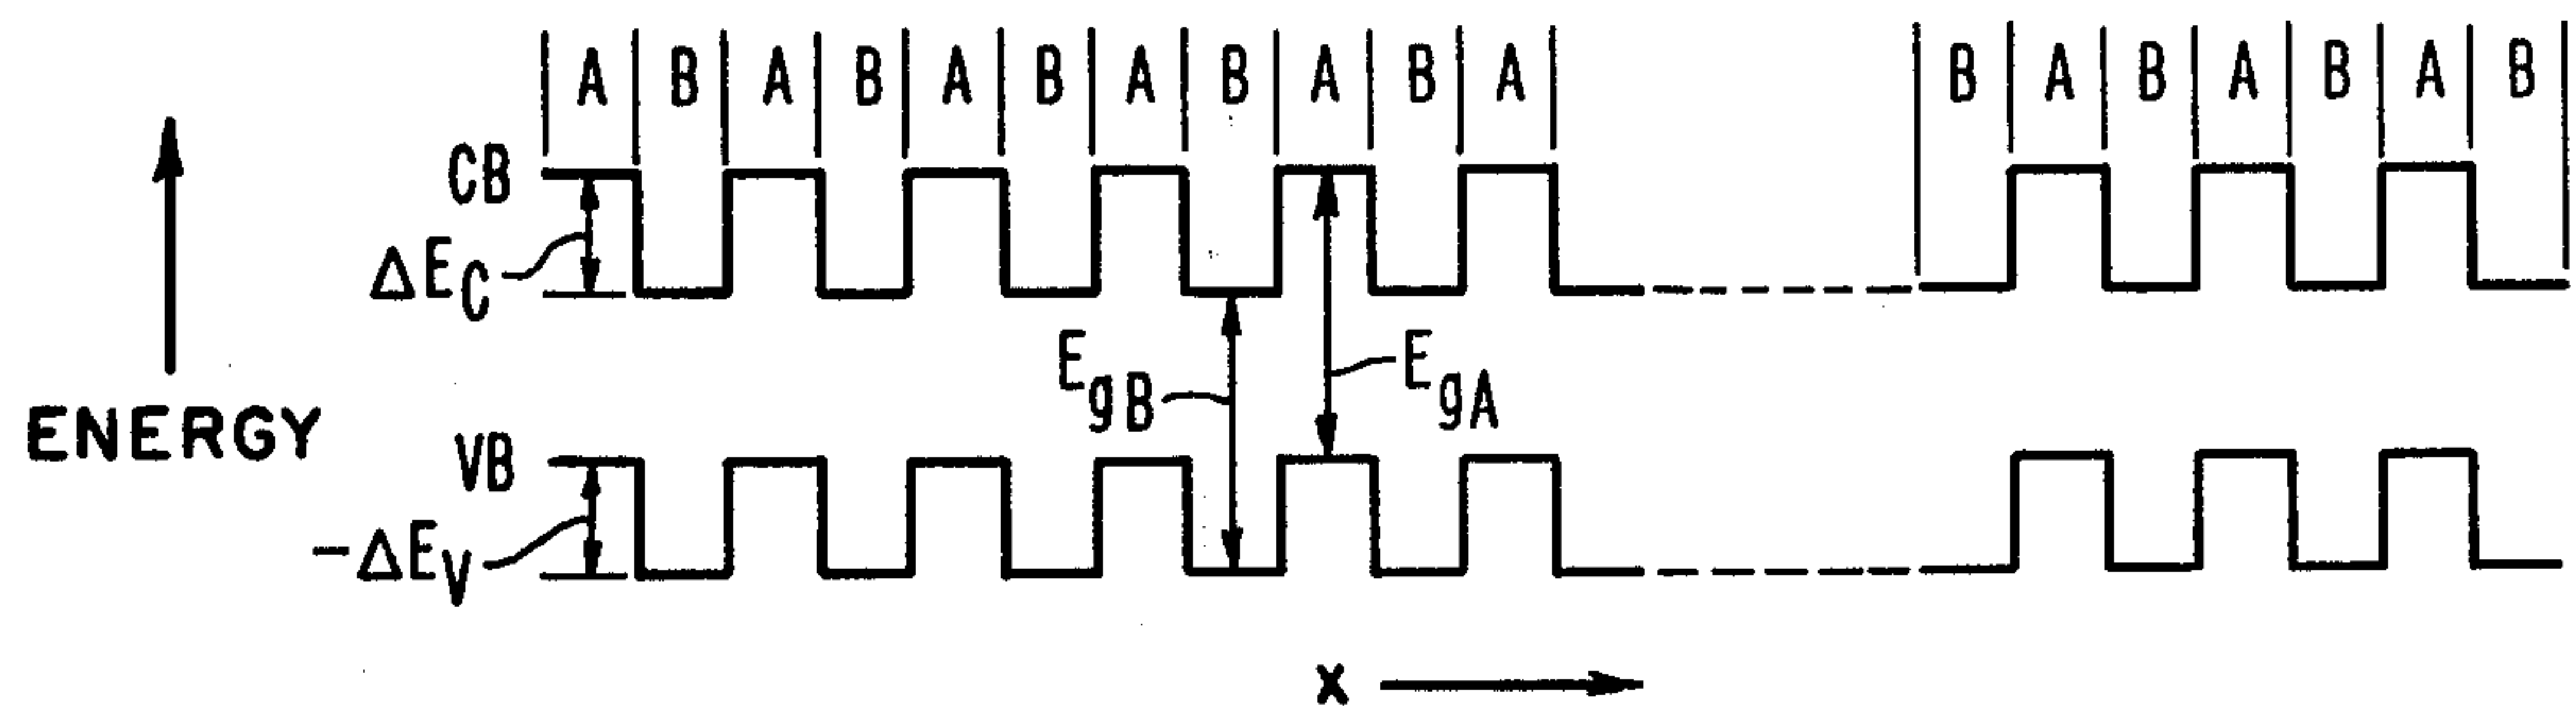 A B A B A B A B A B A B A B A B A B
CB
ΔEC
EgB
EgA
ENERGY
VB
-ΔEV
x